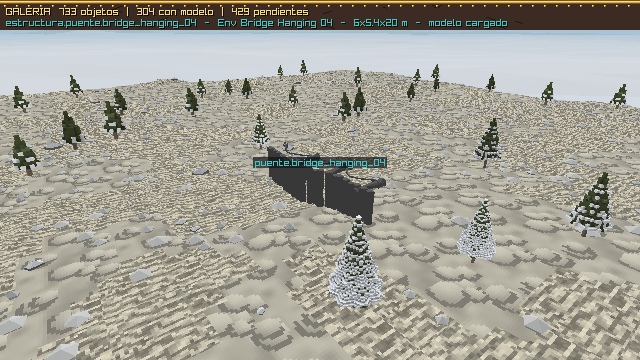 GALERÍA 733 objetos | 304 con modelo | 429 pendientes
estructura.puente.bridge_hanging_04 - Env Bridge Hanging 04 - 6x5.4x20 m - modelo cargado
puente.bridge_hanging_04